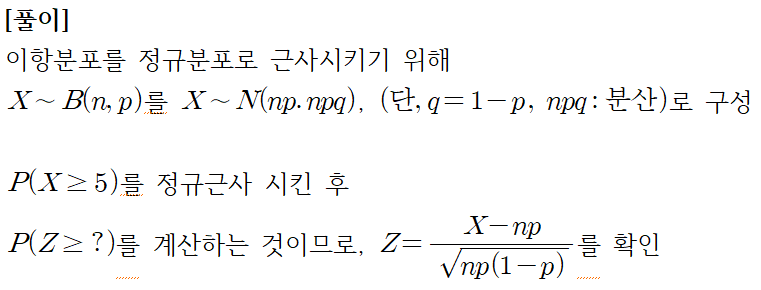 [풀이]
이항분포를 정규분포로 근사시키기 위해
X ~ B(n, p)를 X ~ N(np. npq), (단, q = 1 - p, npq : 분산)로 구성
P(X ≥ 5)를 정규근사 시킨 후
P(Z ≥ ?)를 계산하는 것이므로, Z = \frac{X - np}{\sqrt{np(1-p)}}를 확인